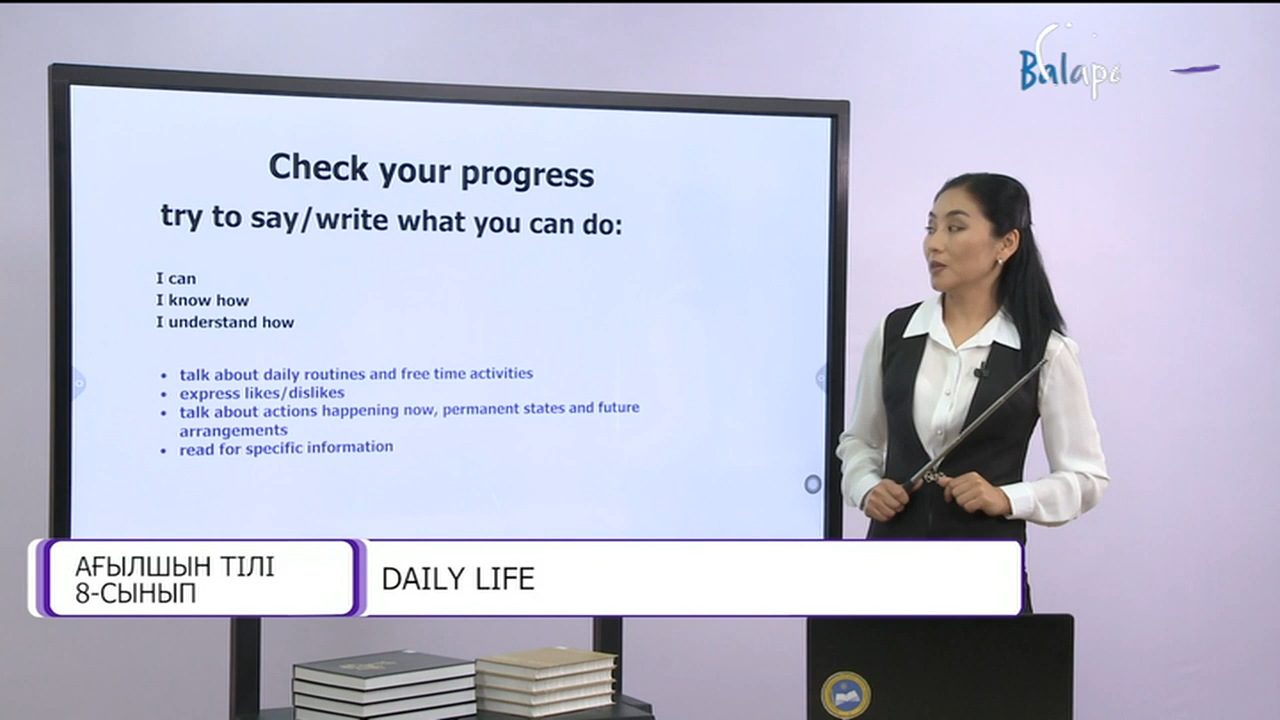 Balapa
Check your progress
try to say/write what you can do:
I can
I know how
I understand how
• talk about daily routines and free time activities
• express likes/dislikes
• talk about actions happening now, permanent states and future
arrangements
• read for specific information
АҒЫЛШЫН ТІЛІ
8-СЫНЫП
DAILY LIFE